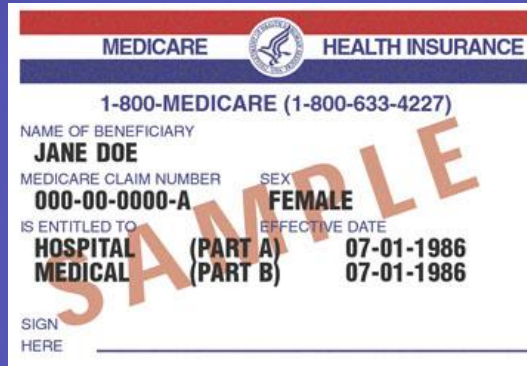 MEDICARE HEALTH INSURANCE
1-800-MEDICARE (1-800-633-4227)
NAME OF BENEFICIARY
JANE DOE
MEDICARE CLAIM NUMBER SEX
000-00-0000-A FEMALE
IS ENTITLED TO EFFECTIVE DATE
HOSPITAL (PART A) 07-01-1986
MEDICAL (PART B) 07-01-1986
SIGN
HERE
SAMPLE